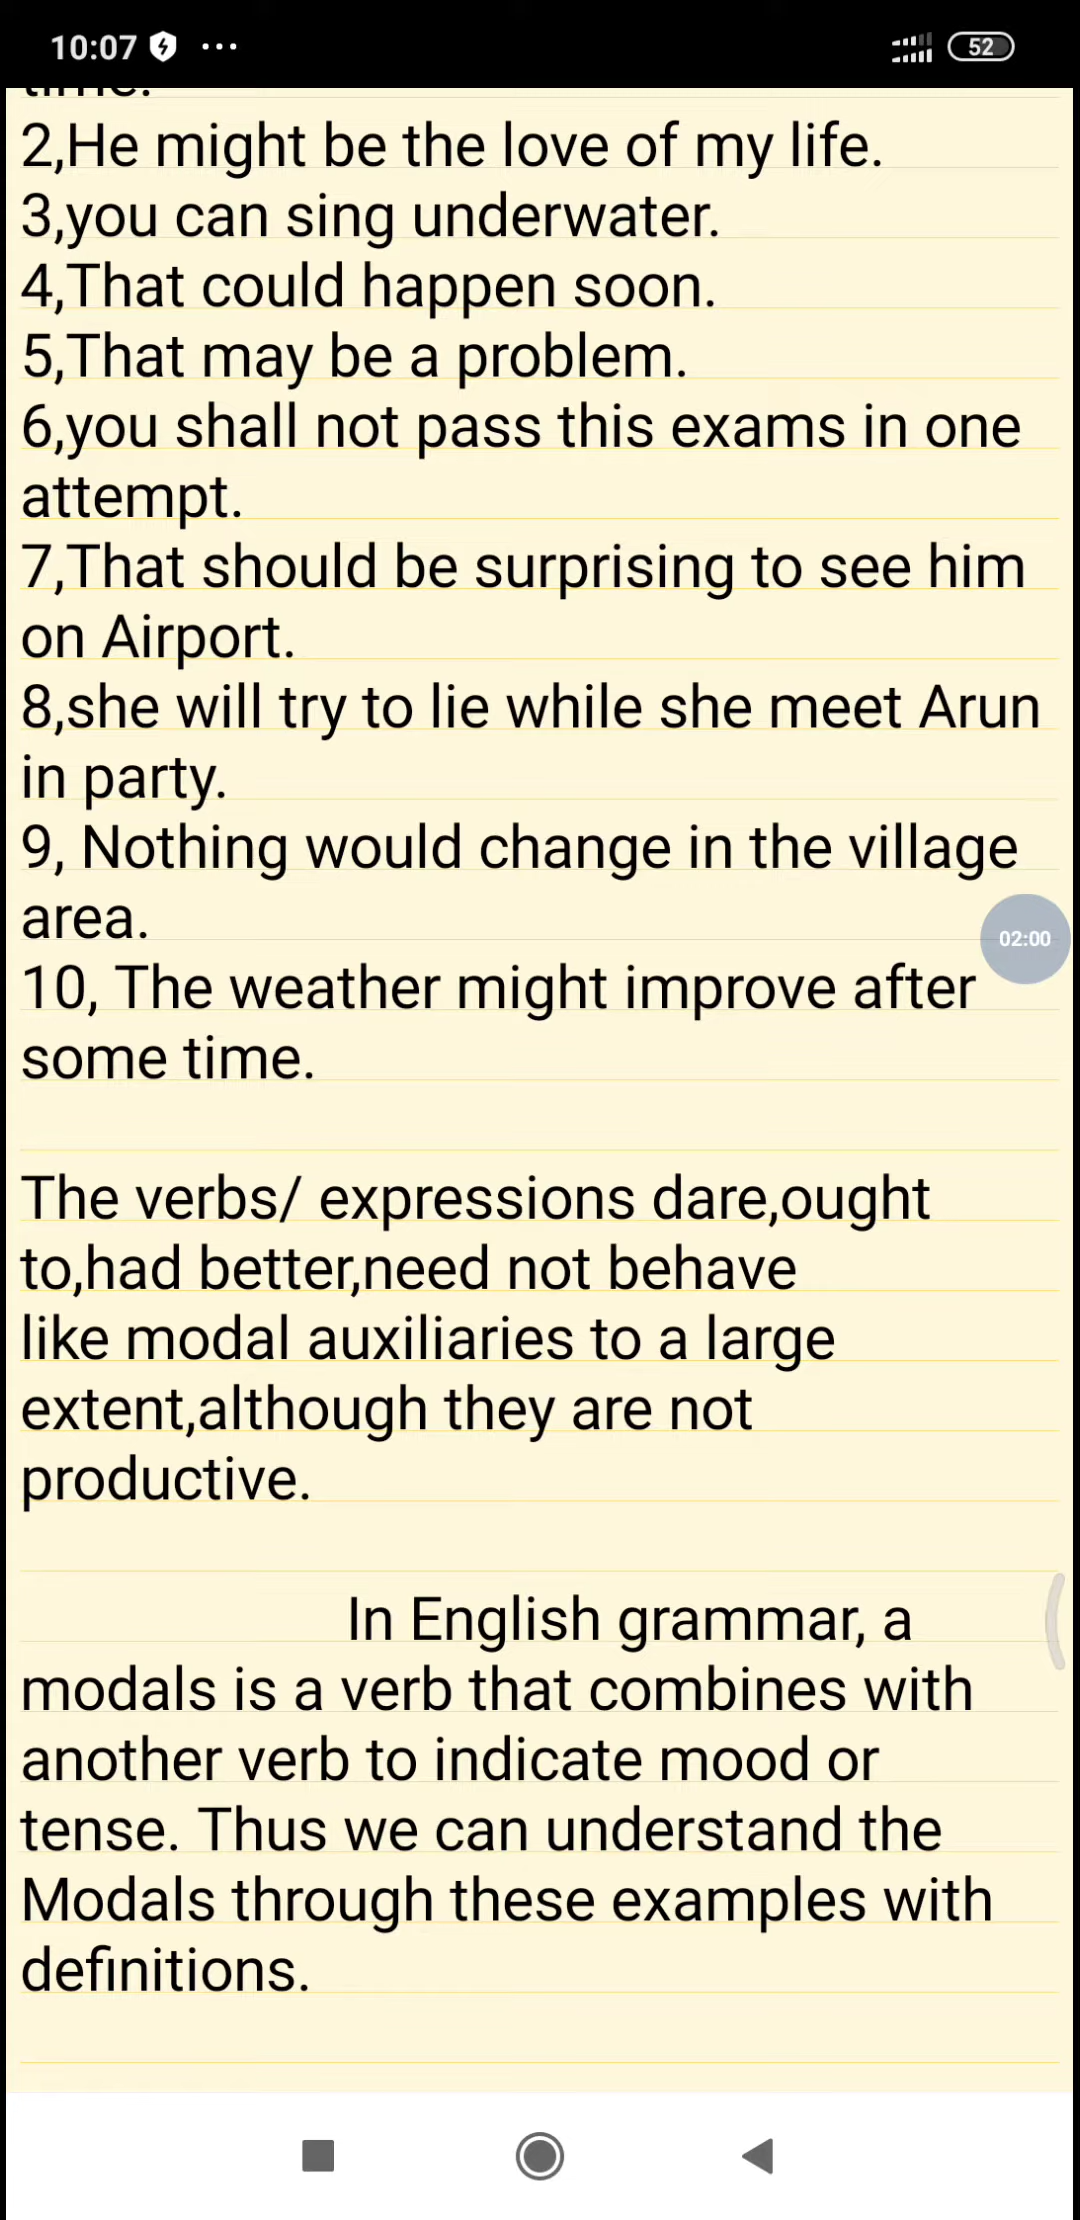 10:07
52
time.
2,He might be the love of my life.
3,you can sing underwater.
4,That could happen soon.
5,That may be a problem.
6,you shall not pass this exams in one
attempt.
7,That should be surprising to see him
on Airport.
8,she will try to lie while she meet Arun
in party.
9, Nothing would change in the village
area.
02:00
10, The weather might improve after
some time.
The verbs/ expressions dare,ought
to,had better,need not behave
like modal auxiliaries to a large
extent,although they are not
productive.
In English grammar, a
modals is a verb that combines with
another verb to indicate mood or
tense. Thus we can understand the
Modals through these examples with
definitions.